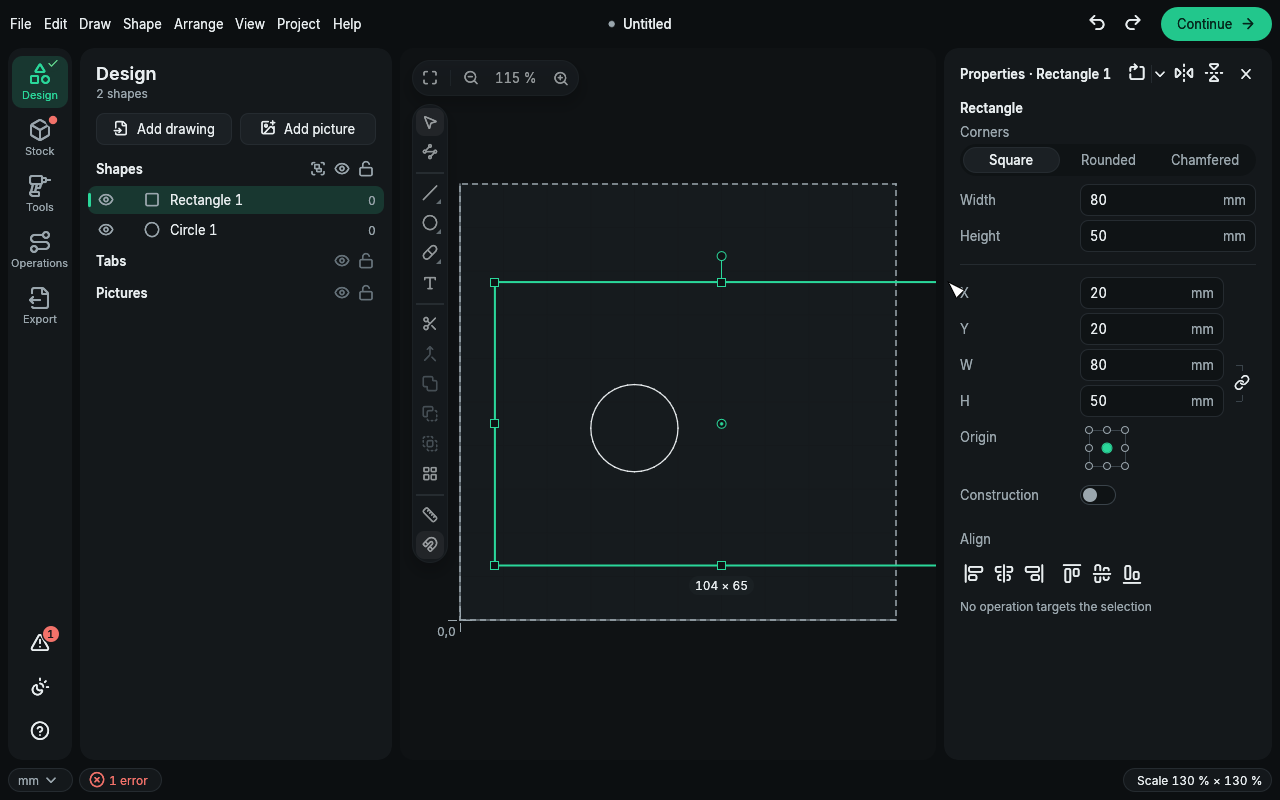 File Edit Draw Shape Arrange View Project Help
Untitled
Continue
Design
Stock
Tools
Operations
Export
1
Design
2 shapes
Add drawing
Add picture
Shapes
Rectangle 1 0
Circle 1 0
Tabs
Pictures
115 %
104 × 65
0,0
Properties · Rectangle 1
Rectangle
Corners
Square Rounded Chamfered
Width 80 mm
Height 50 mm
X 20 mm
Y 20 mm
W 80 mm
H 50 mm
Origin
Construction
Align
No operation targets the selection
mm
1 error
Scale 130 % × 130 %